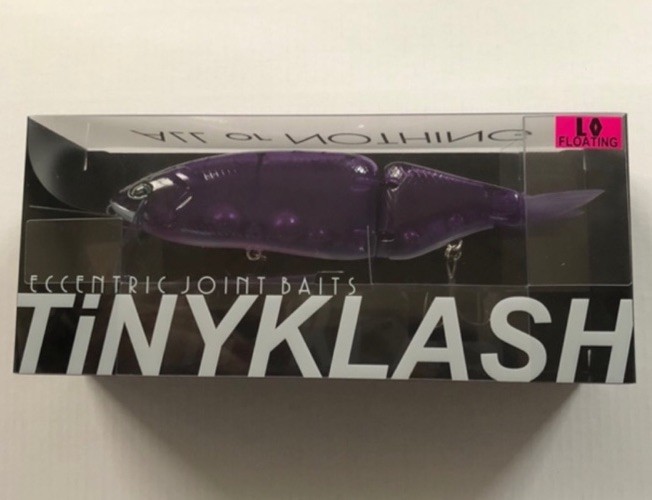 ALL or NOTHING
LO
FLOATING
ECCENTRIC JOINT BAITS
TiNYKLASH